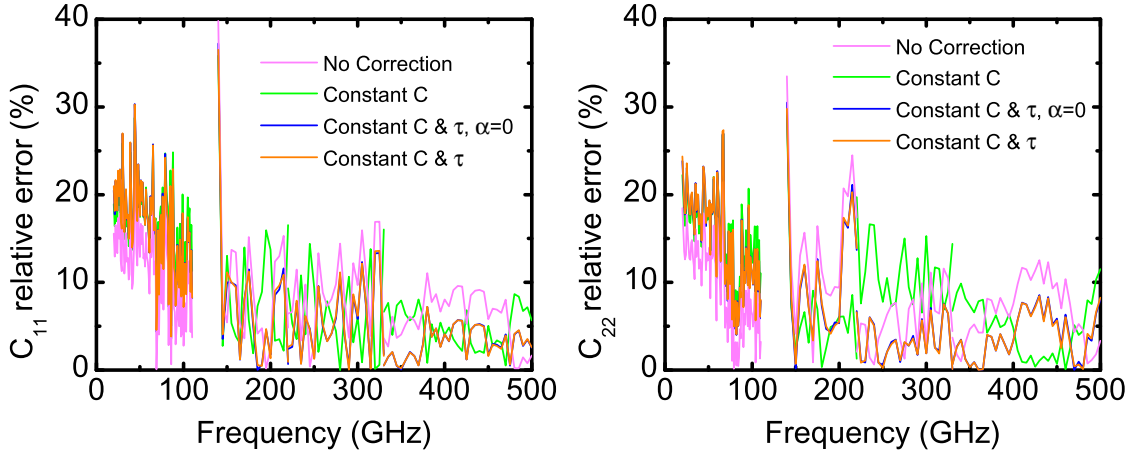 C11 relative error (%)
40
30
20
10
0
No Correction
Constant C
Constant C & τ, α=0
Constant C & τ
0 100 200 300 400 500
Frequency (GHz)
C22 relative error (%)
40
30
20
10
0
No Correction
Constant C
Constant C & τ, α=0
Constant C & τ
0 100 200 300 400 500
Frequency (GHz)